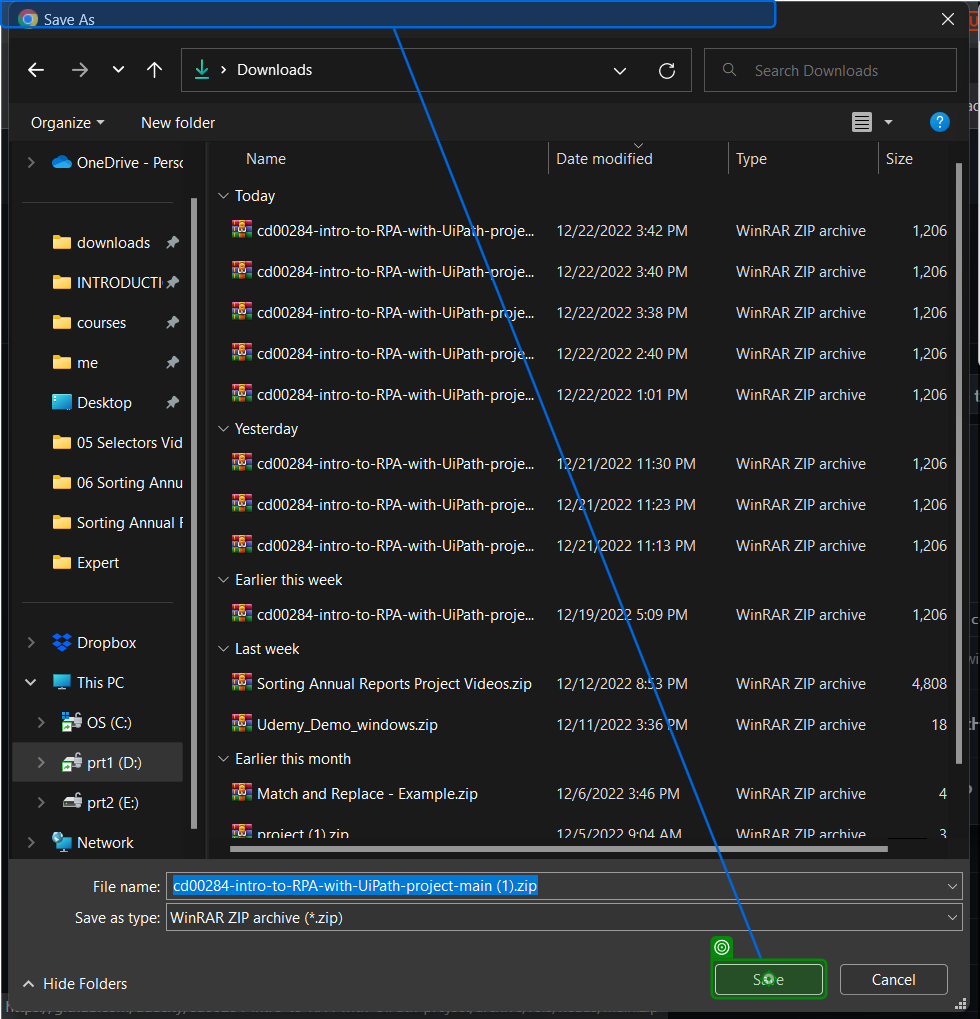 Save As
Downloads
Search Downloads
Organize
New folder
?
OneDrive - Perso
Name
Date modified
Type
Size
Today
cd00284-intro-to-RPA-with-UiPath-proje... 12/22/2022 3:42 PM WinRAR ZIP archive 1,206
downloads
cd00284-intro-to-RPA-with-UiPath-proje... 12/22/2022 3:40 PM WinRAR ZIP archive 1,206
INTRODUCTI
cd00284-intro-to-RPA-with-UiPath-proje... 12/22/2022 3:38 PM WinRAR ZIP archive 1,206
courses
cd00284-intro-to-RPA-with-UiPath-proje... 12/22/2022 2:40 PM WinRAR ZIP archive 1,206
me
cd00284-intro-to-RPA-with-UiPath-proje... 12/22/2022 1:01 PM WinRAR ZIP archive 1,206
Desktop
Yesterday
05 Selectors Vid
cd00284-intro-to-RPA-with-UiPath-proje... 12/21/2022 11:30 PM WinRAR ZIP archive 1,206
06 Sorting Annu
cd00284-intro-to-RPA-with-UiPath-proje... 12/21/2022 11:23 PM WinRAR ZIP archive 1,206
Sorting Annual F
cd00284-intro-to-RPA-with-UiPath-proje... 12/21/2022 11:13 PM WinRAR ZIP archive 1,206
Expert
Earlier this week
cd00284-intro-to-RPA-with-UiPath-proje... 12/19/2022 5:09 PM WinRAR ZIP archive 1,206
Dropbox
Last week
This PC
Sorting Annual Reports Project Videos.zip 12/12/2022 8:53 PM WinRAR ZIP archive 4,808
OS (C:)
Udemy_Demo_windows.zip 12/11/2022 3:36 PM WinRAR ZIP archive 18
prt1 (D:)
Earlier this month
prt2 (E:)
Match and Replace - Example.zip 12/6/2022 3:46 PM WinRAR ZIP archive 4
Network
project (1).zip 12/5/2022 9:04 AM WinRAR ZIP archive 3
File name: cd00284-intro-to-RPA-with-UiPath-project-main (1).zip
Save as type: WinRAR ZIP archive (*.zip)
Hide Folders
Save
Cancel